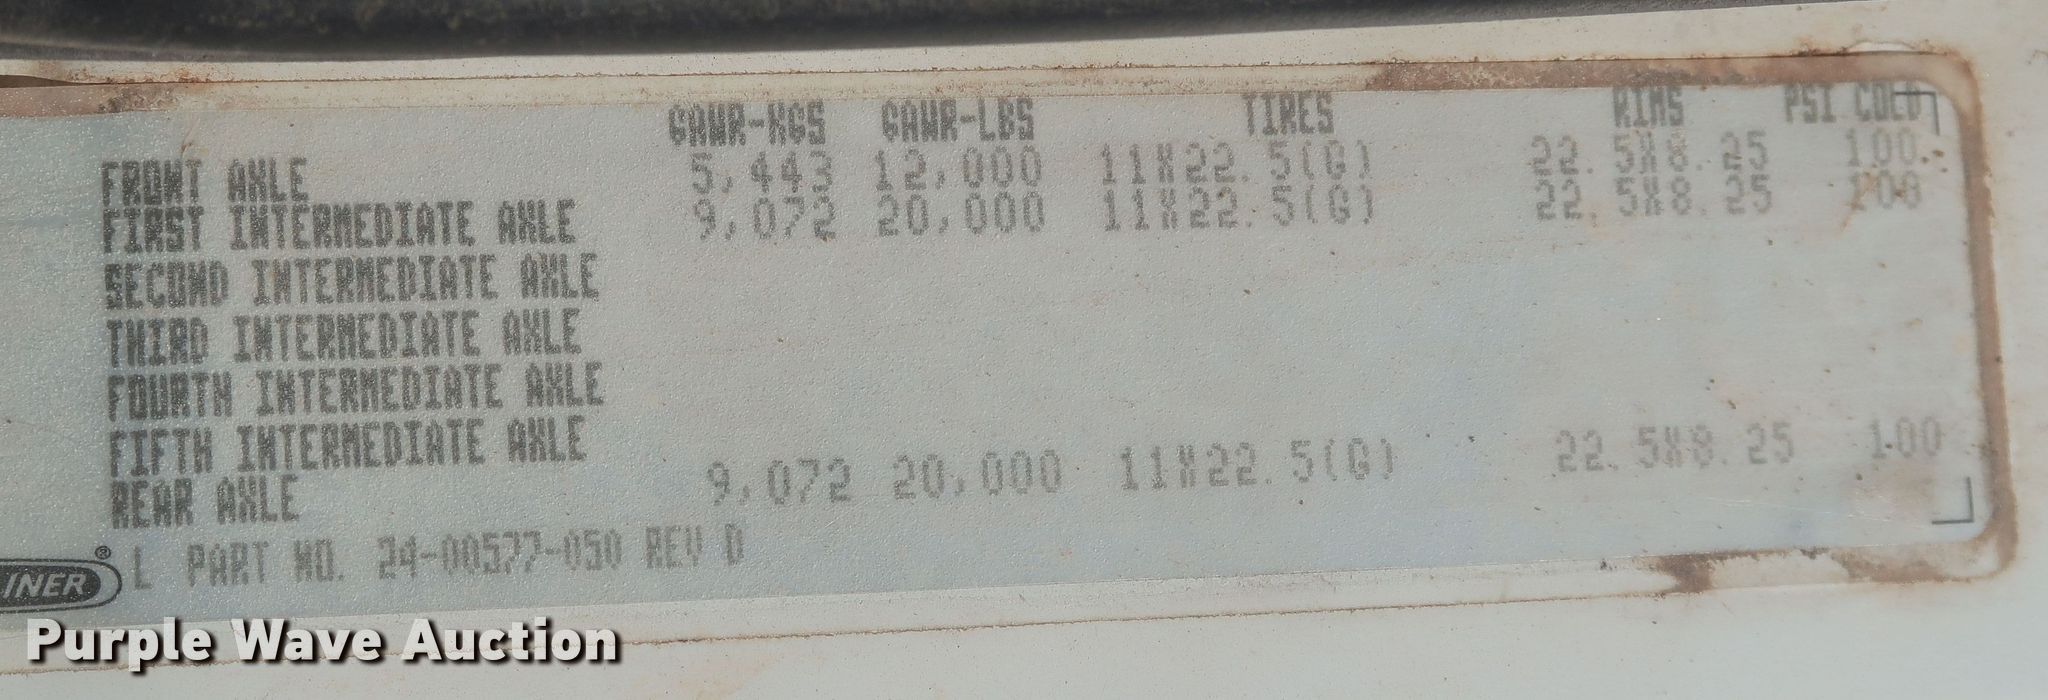 GAWR-KGS GAWR-LBS TIRES RIMS PSI COLD
FRONT AXLE 5,443 12,000 11X22.5(G) 22.5X8.25 100
FIRST INTERMEDIATE AXLE 9,072 20,000 11X22.5(G) 22.5X8.25 100
SECOND INTERMEDIATE AXLE
THIRD INTERMEDIATE AXLE
FOURTH INTERMEDIATE AXLE
FIFTH INTERMEDIATE AXLE
REAR AXLE 9,072 20,000 11X22.5(G) 22.5X8.25 100
INER® L PART NO. 24-00577-050 REV D
Purple Wave Auction